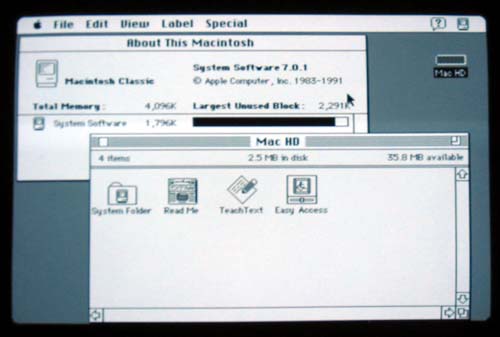 File Edit View Label Special
About This Macintosh
System Software 7.0.1
Macintosh Classic
© Apple Computer, Inc. 1983-1991
Total Memory: 4,096K Largest Unused Block: 2,291K
System Software 1,796K
Mac HD
Mac HD
4 items 2.5 MB in disk 35.8 MB available
System Folder Read Me TeachText Easy Access